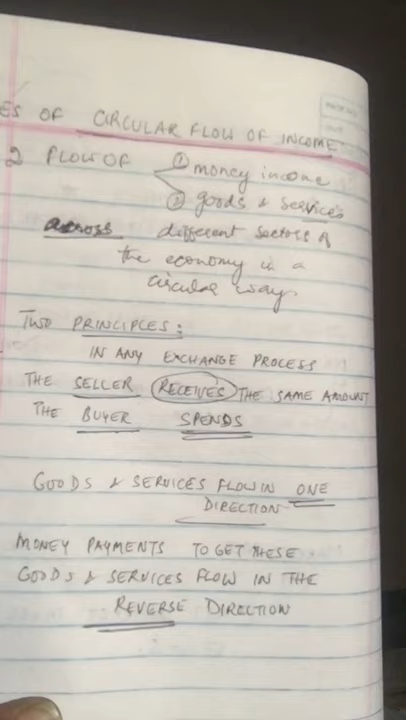 ES OF CIRCULAR FLOW OF INCOME
2 FLOW OF ① money income
② goods & services
across different sectors of
the economy in a
circular way.
TWO PRINCIPLES:
IN ANY EXCHANGE PROCESS
THE SELLER RECEIVES THE SAME AMOUNT
THE BUYER SPENDS
GOODS & SERVICES FLOW IN ONE
DIRECTION
MONEY PAYMENTS TO GET THESE
GOODS & SERVICES FLOW IN THE
REVERSE DIRECTION